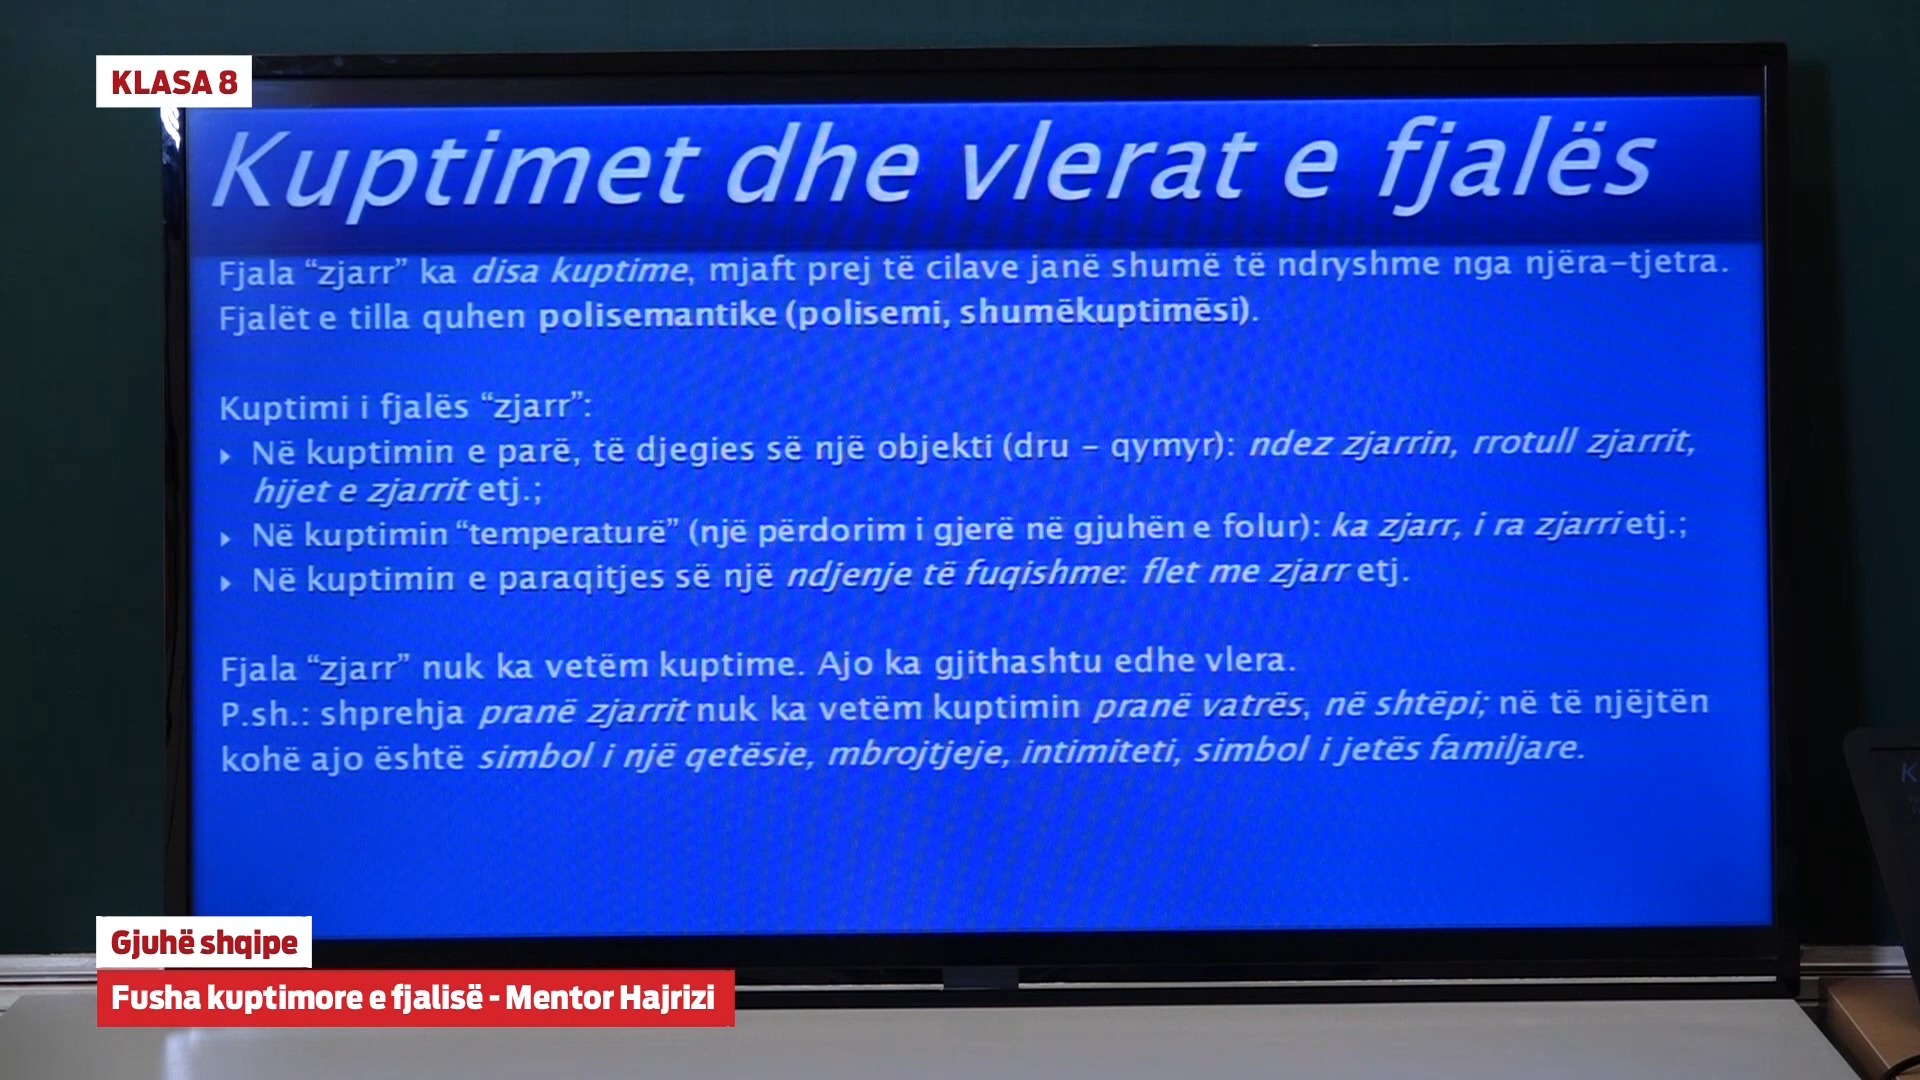 KLASA 8
Kuptimet dhe vlerat e fjalës
Fjala “zjarr” ka disa kuptime, mjaft prej të cilave janë shumë të ndryshme nga njëra-tjetra.
Fjalët e tilla quhen polisemantike (polisemi, shumëkuptimësi).
Kuptimi i fjalës “zjarr”:
Në kuptimin e parë, të djegies së një objekti (dru – qymyr): ndez zjarrin, rrotull zjarrit,
hijet e zjarrit etj.;
Në kuptimin “temperaturë” (një përdorim i gjerë në gjuhën e folur): ka zjarr, i ra zjarri etj.;
Në kuptimin e paraqitjes së një ndjenje të fuqishme: flet me zjarr etj.
Fjala “zjarr” nuk ka vetëm kuptime. Ajo ka gjithashtu edhe vlera.
P.sh.: shprehja pranë zjarrit nuk ka vetëm kuptimin pranë vatrës, në shtëpi; në të njëjtën
kohë ajo është simbol i një qetësie, mbrojtjeje, intimiteti, simbol i jetës familjare.
Gjuhë shqipe
Fusha kuptimore e fjalisë - Mentor Hajrizi